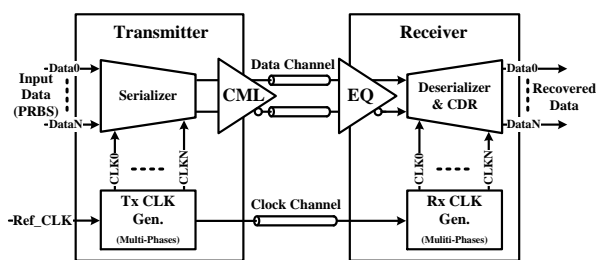 Transmitter
Receiver
Data0
Input
Data
(PRBS)
DataN
Serializer
CML
Data Channel
EQ
Deserializer
& CDR
Data0
Recovered
Data
DataN
CLK0
CLKN
CLK0
CLKN
Ref_CLK
Tx CLK
Gen.
(Multi-Phases)
Clock Channel
Rx CLK
Gen.
(Muliti-Phases)